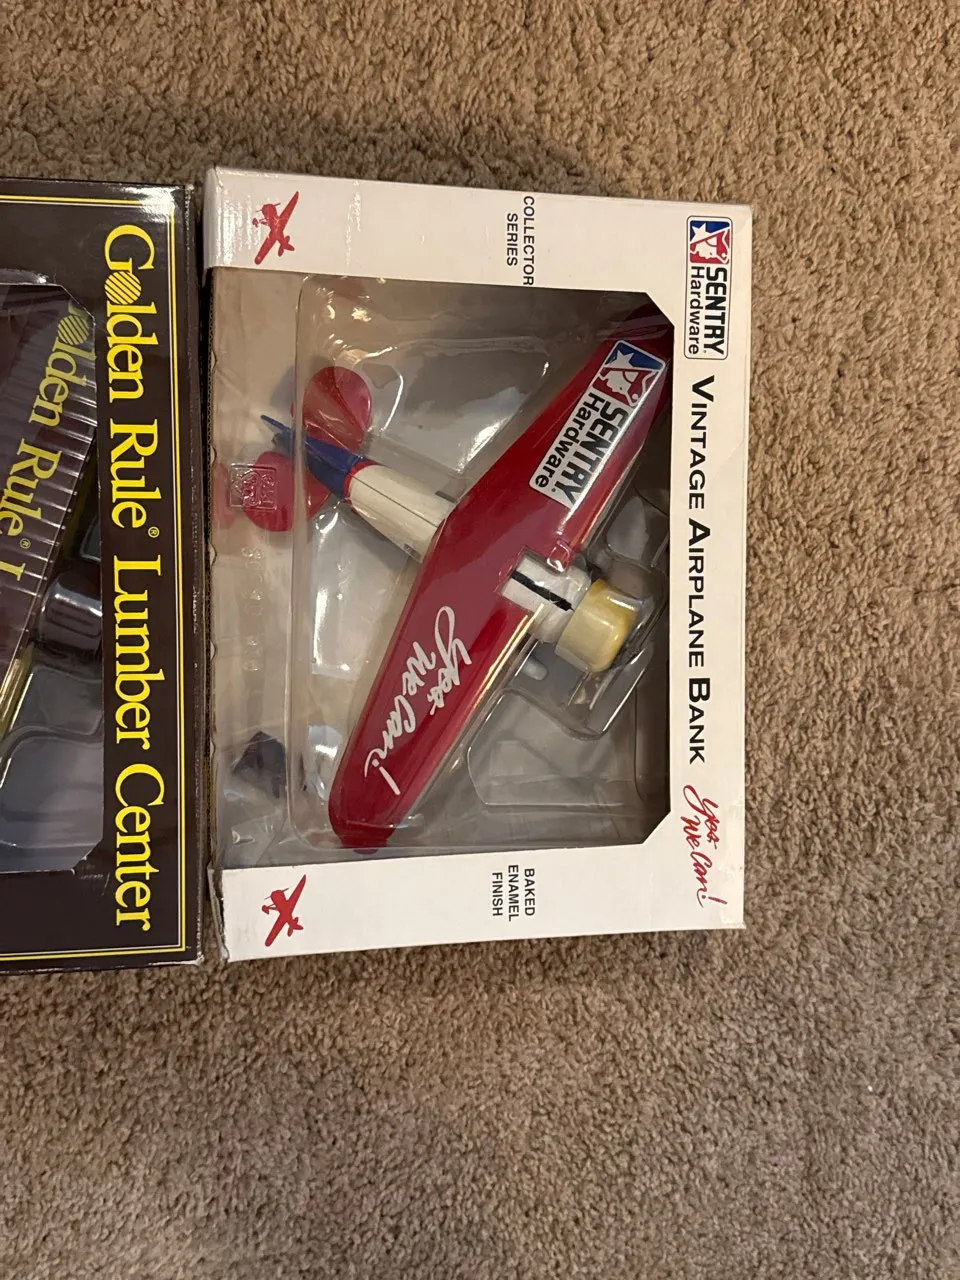 SENTRY
Hardware®
VINTAGE AIRPLANE BANK
Yes
We Can!
COLLECTOR
SERIES
SENTRY
Hardware®
Yes
We Can!
BAKED
ENAMEL
FINISH
Golden Rule® Lumber Center
lden Rule®